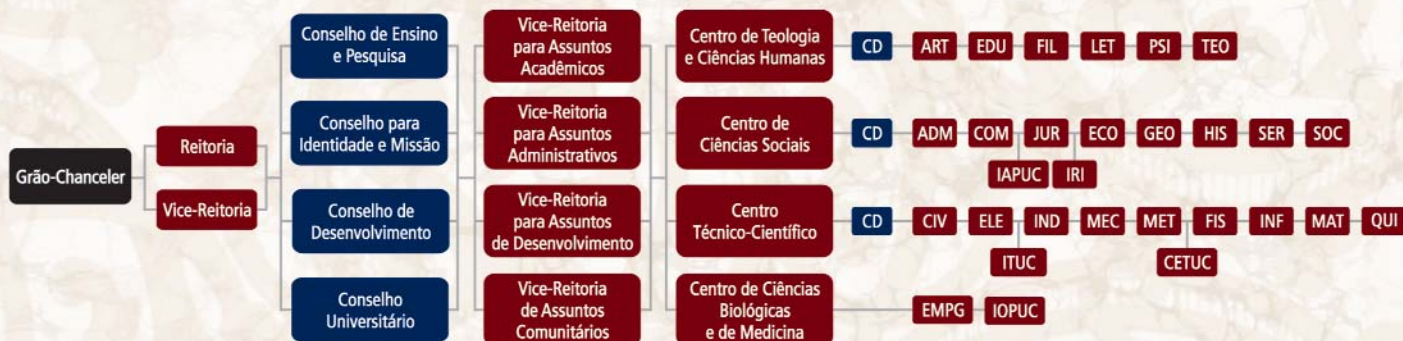 Grão-Chanceler
Reitoria
Vice-Reitoria
Conselho de Ensino
e Pesquisa
Conselho para
Identidade e Missão
Conselho de
Desenvolvimento
Conselho
Universitário
Vice-Reitoria
para Assuntos
Acadêmicos
Vice-Reitoria
para Assuntos
Administrativos
Vice-Reitoria
para Assuntos
de Desenvolvimento
Vice-Reitoria
de Assuntos
Comunitários
Centro de Teologia
e Ciências Humanas
CD ART EDU FIL LET PSI TEO
Centro de
Ciências Sociais
CD ADM COM JUR ECO GEO HIS SER SOC
IAPUC IRI
Centro
Técnico-Científico
CD CIV ELE IND MEC MET FIS INF MAT QUI
ITUC CETUC
Centro de Ciências
Biológicas
e de Medicina
EMPG IOPUC